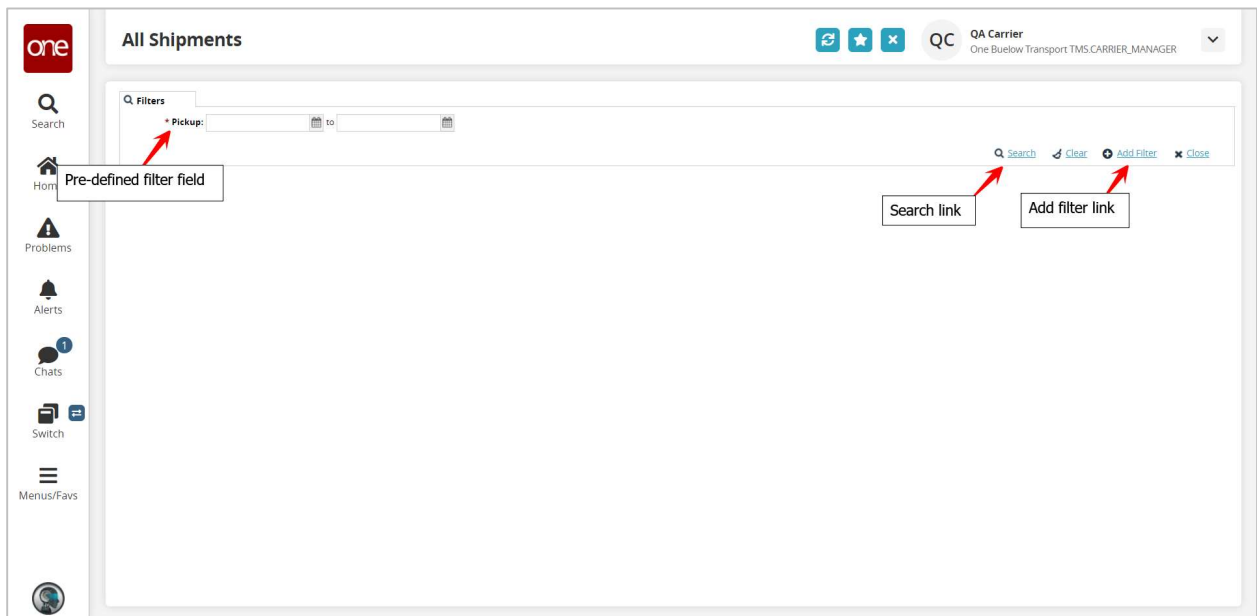 one
All Shipments
QC
QA Carrier
One Buelow Transport TMS.CARRIER_MANAGER
Search
Home
Problems
Alerts
1
Chats
Switch
Menus/Favs
Filters
* Pickup:
to
Search
Clear
Add Filter
Close
Pre-defined filter field
Search link
Add filter link